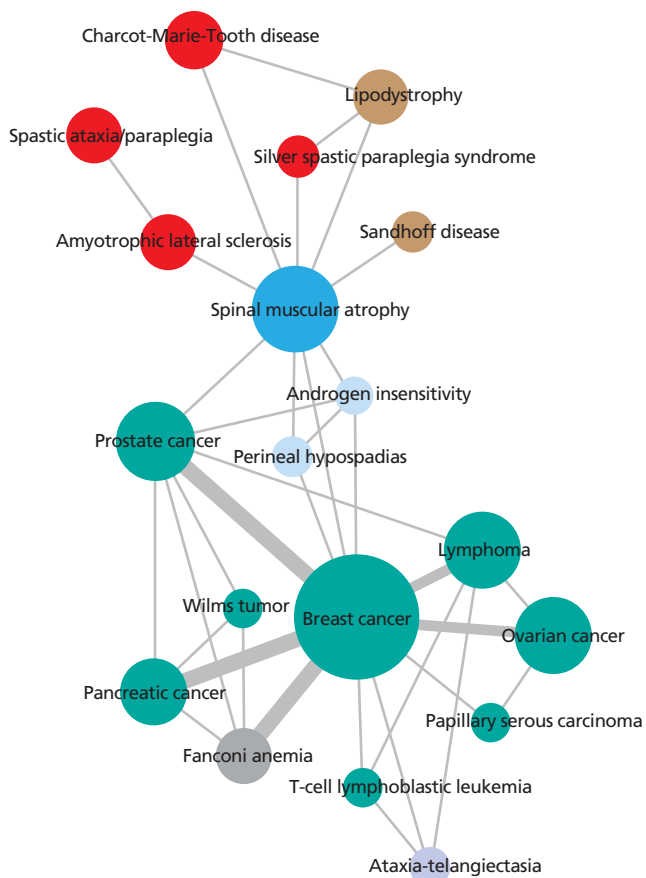 Charcot-Marie-Tooth disease
Lipodystrophy
Spastic ataxia/paraplegia
Silver spastic paraplegia syndrome
Amyotrophic lateral sclerosis
Sandhoff disease
Spinal muscular atrophy
Androgen insensitivity
Prostate cancer
Perineal hypospadias
Lymphoma
Wilms tumor
Breast cancer
Ovarian cancer
Pancreatic cancer
Papillary serous carcinoma
Fanconi anemia
T-cell lymphoblastic leukemia
Ataxia-telangiectasia